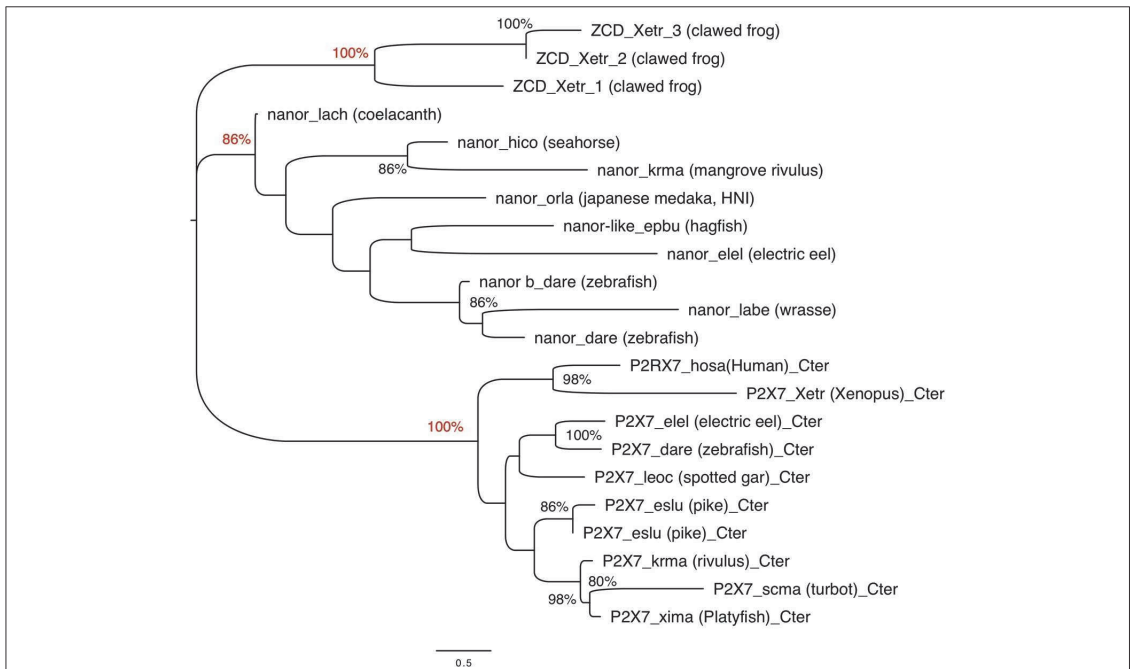 100%
ZCD_Xetr_3 (clawed frog)
100%
ZCD_Xetr_2 (clawed frog)
ZCD_Xetr_1 (clawed frog)
nanor_lach (coelacanth)
86%
nanor_hico (seahorse)
86%
nanor_krma (mangrove rivulus)
nanor_orla (japanese medaka, HNI)
nanor-like_epbu (hagfish)
nanor_elel (electric eel)
nanor b_dare (zebrafish)
86%
nanor_labe (wrasse)
nanor_dare (zebrafish)
P2RX7_hosa(Human)_Cter
98%
P2X7_Xetr (Xenopus)_Cter
100%
P2X7_elel (electric eel)_Cter
100%
P2X7_dare (zebrafish)_Cter
P2X7_leoc (spotted gar)_Cter
86%
P2X7_eslu (pike)_Cter
P2X7_eslu (pike)_Cter
P2X7_krma (rivulus)_Cter
80%
P2X7_scma (turbot)_Cter
98%
P2X7_xima (Platyfish)_Cter
0.5